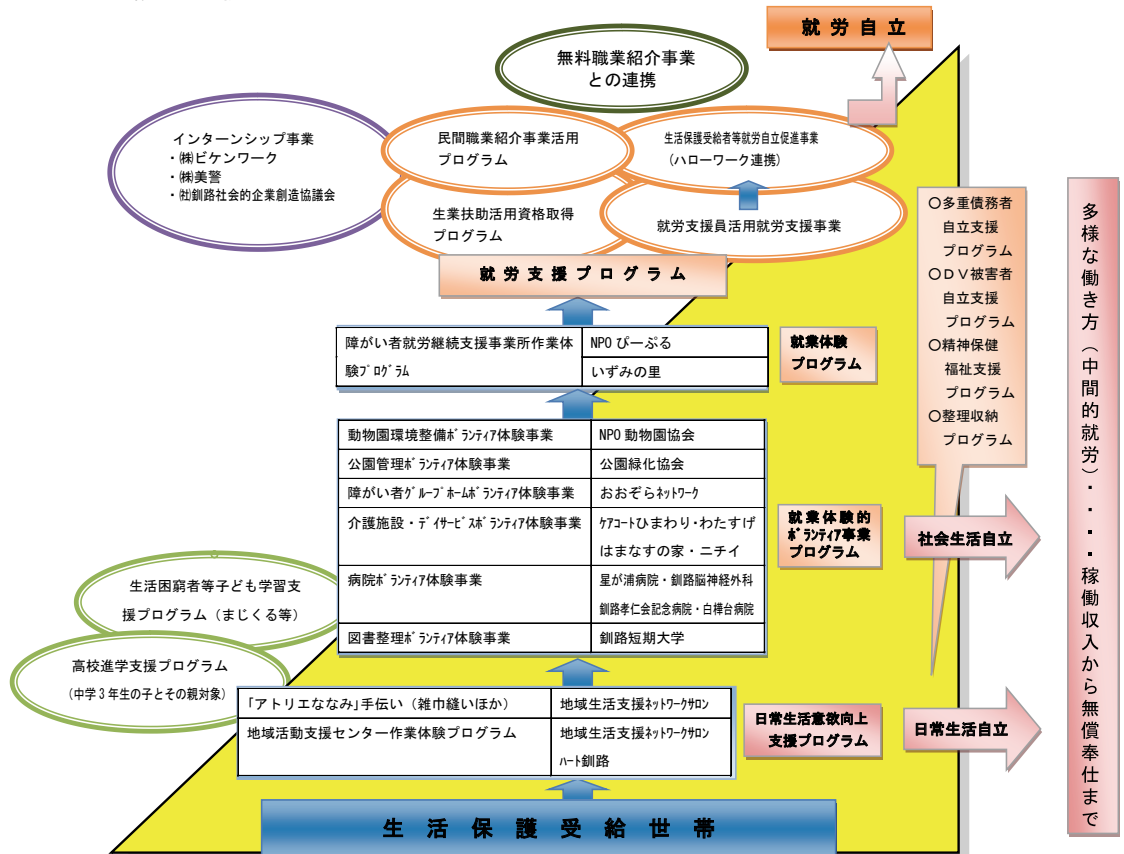 就労自立
無料職業紹介事業
との連携
インターンシップ事業
・㈱ビケンワーク
・㈱美警
・㈳釧路社会的企業創造協議会
民間職業紹介事業活用
プログラム
生活保護受給者等就労自立促進事業
(ハローワーク連携)
生業扶助活用資格取得
プログラム
就労支援員活用就労支援事業
就労支援プログラム
障がい者就労継続支援事業所作業体
験ﾌﾟﾛｸﾞﾗﾑ
NPO ぴーぷる
いずみの里
就業体験
プログラム
動物園環境整備ﾎﾞﾗﾝﾃｨｱ体験事業
NPO 動物園協会
公園管理ﾎﾞﾗﾝﾃｨｱ体験事業
公園緑化協会
障がい者ｸﾞﾙｰﾌﾟﾎｰﾑﾎﾞﾗﾝﾃｨｱ体験事業
おおぞらﾈｯﾄﾜｰｸ
介護施設・ﾃﾞｲｻｰﾋﾞｽﾎﾞﾗﾝﾃｨｱ体験事業
ｹｱｺｰﾄひまわり・わたすげ
はまなすの家・ニチイ
病院ﾎﾞﾗﾝﾃｨｱ体験事業
星が浦病院・釧路脳神経外科
釧路孝仁会記念病院・白樺台病院
図書整理ﾎﾞﾗﾝﾃｨｱ体験事業
釧路短期大学
就業体験的
ﾎﾞﾗﾝﾃｨｱ事業
プログラム
社会生活自立
生活困窮者等子ども学習支
援プログラム（まじくる等）
高校進学支援プログラム
（中学3年生の子とその親対象）
「アトリエななみ」手伝い（雑巾縫いほか）
地域生活支援ﾈｯﾄﾜｰｸｻﾛﾝ
地域活動支援センター作業体験プログラム
地域生活支援ﾈｯﾄﾜｰｸｻﾛﾝ
ﾊｰﾄ釧路
日常生活意欲向上
支援プログラム
日常生活自立
生活保護受給世帯
〇多重債務者
自立支援
プログラム
〇ＤＶ被害者
自立支援
プログラム
〇精神保健
福祉支援
プログラム
〇整理収納
プログラム
多様な働き方（中間的就労）・・・・稼働収入から無償奉仕まで